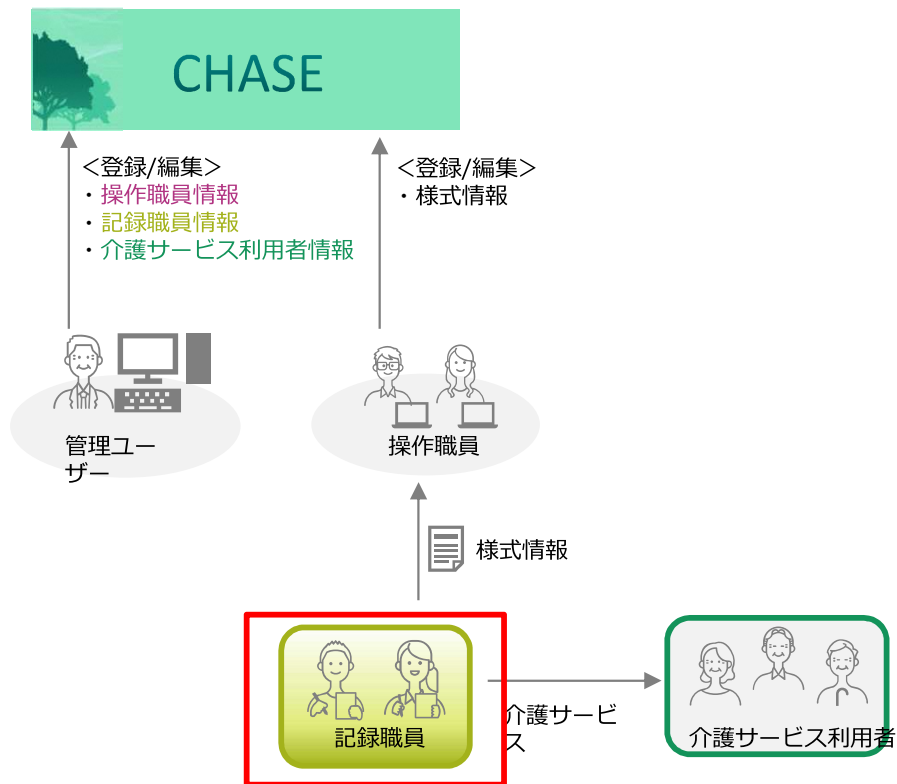 CHASE
＜登録/編集＞
・操作職員情報
・記録職員情報
・介護サービス利用者情報
＜登録/編集＞
・様式情報
管理ユー
ザー
操作職員
様式情報
記録職員
介護サービ
ス
介護サービス利用者